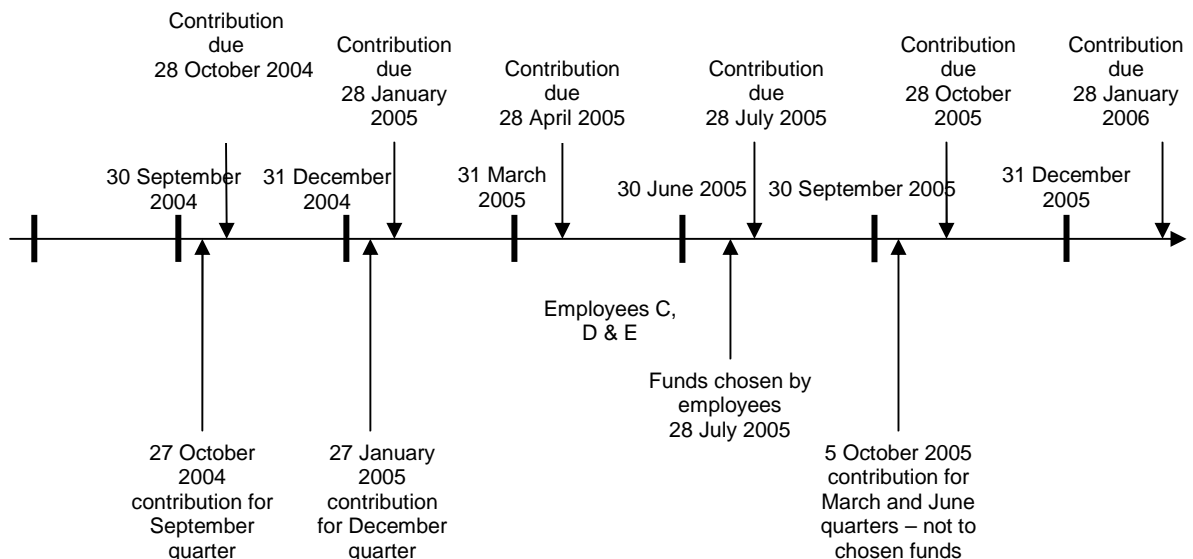 Contribution
due
28 October 2004
Contribution
due
28 January
2005
Contribution
due
28 April 2005
Contribution
due
28 July 2005
Contribution
due
28 October
2005
Contribution
due
28 January
2006
30 September
2004
31 December
2004
31 March
2005
30 June 2005
30 September 2005
31 December
2005
Employees C,
D & E
Funds chosen by
employees
28 July 2005
27 October
2004
contribution for
September
quarter
27 January
2005
contribution
for December
quarter
5 October 2005
contribution for
March and June
quarters – not to
chosen funds